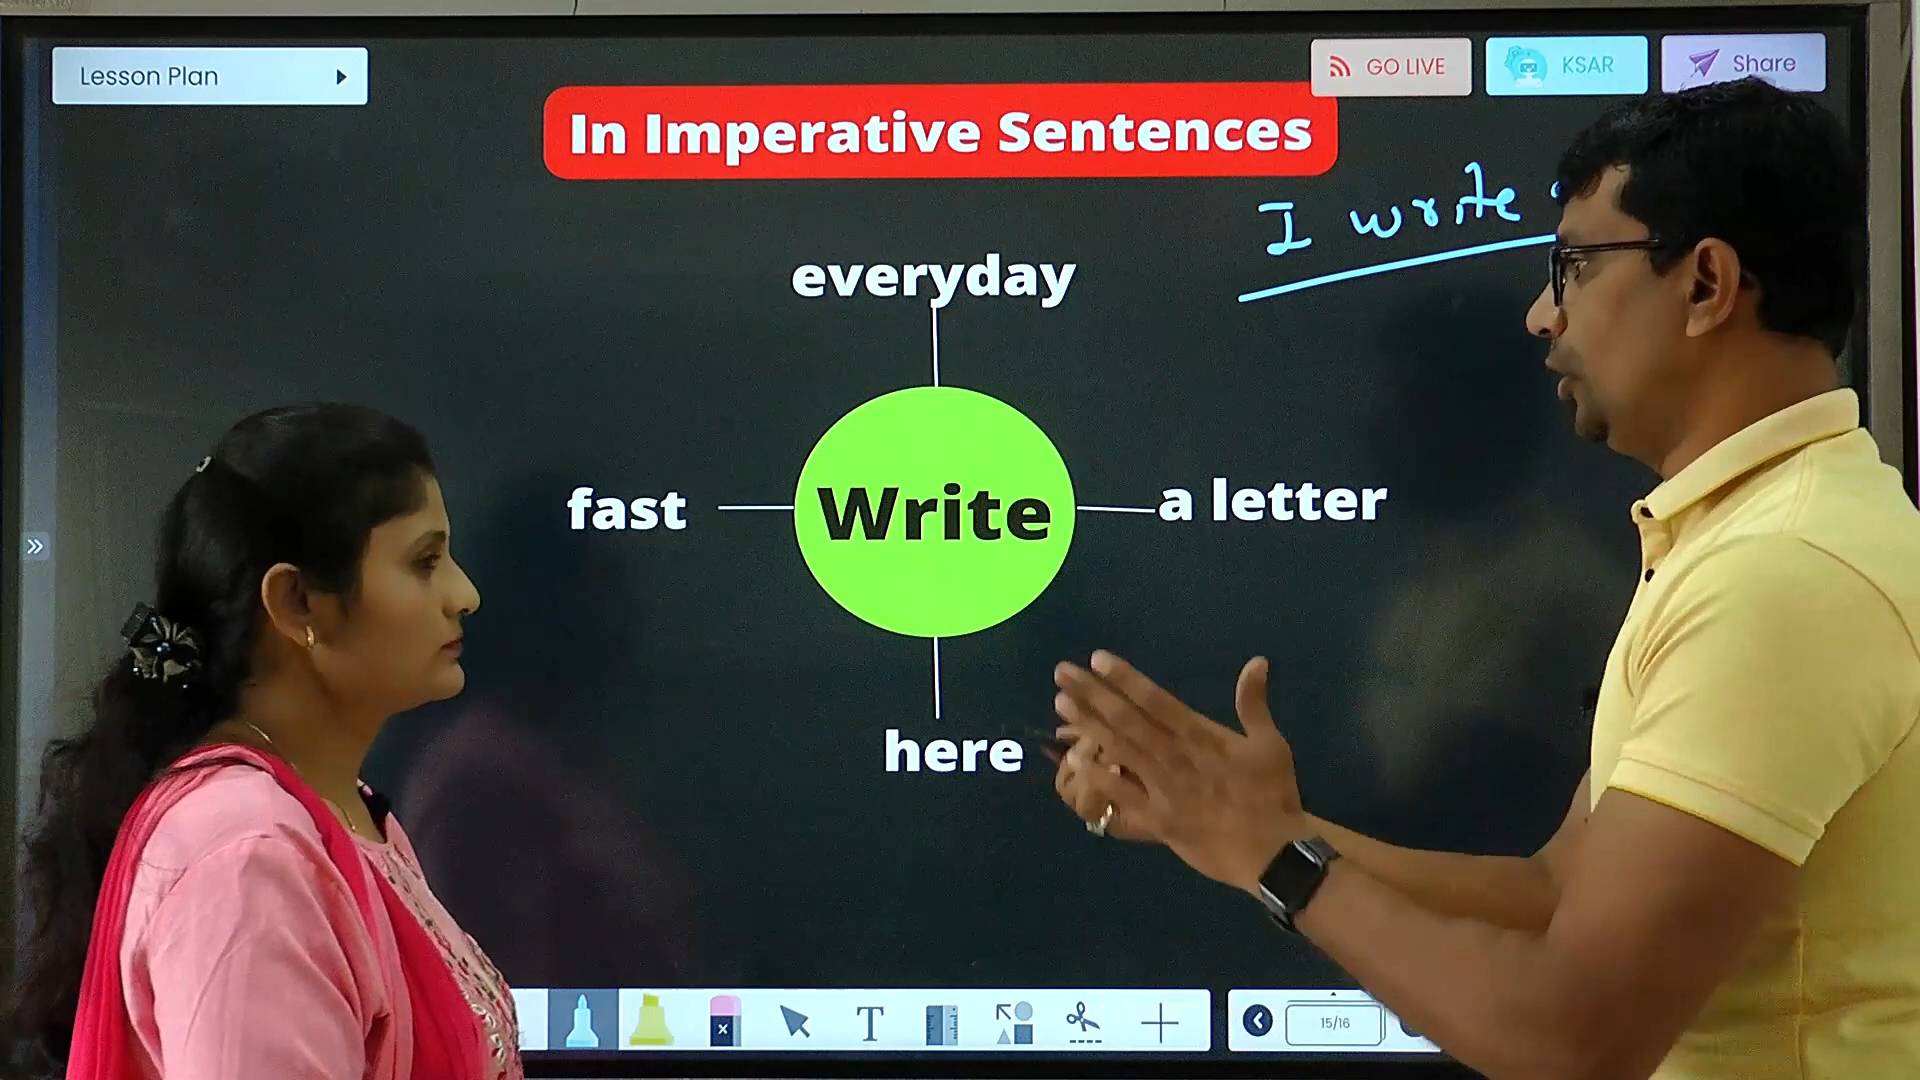 Lesson Plan
GO LIVE
KSAR
Share
In Imperative Sentences
I write
everyday
fast
Write
a letter
here
T
15/16